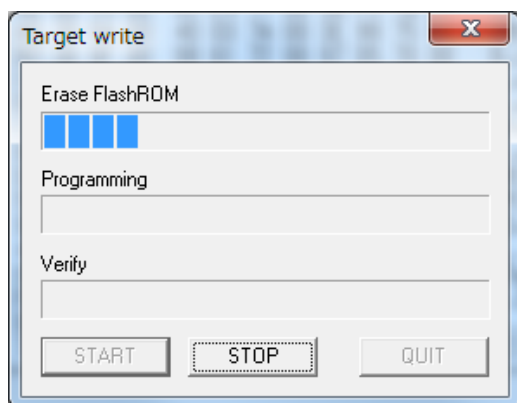 Target write
Erase FlashROM
Programming
Verify
START STOP QUIT